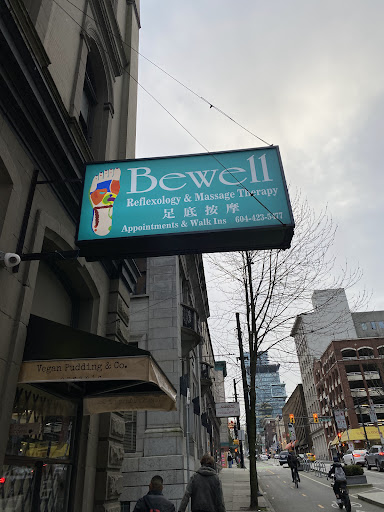 Bewell
Reflexology & Massage Therapy
足底按摩
Appointments & Walk Ins 604-423-5477
Vegan Pudding & Co.